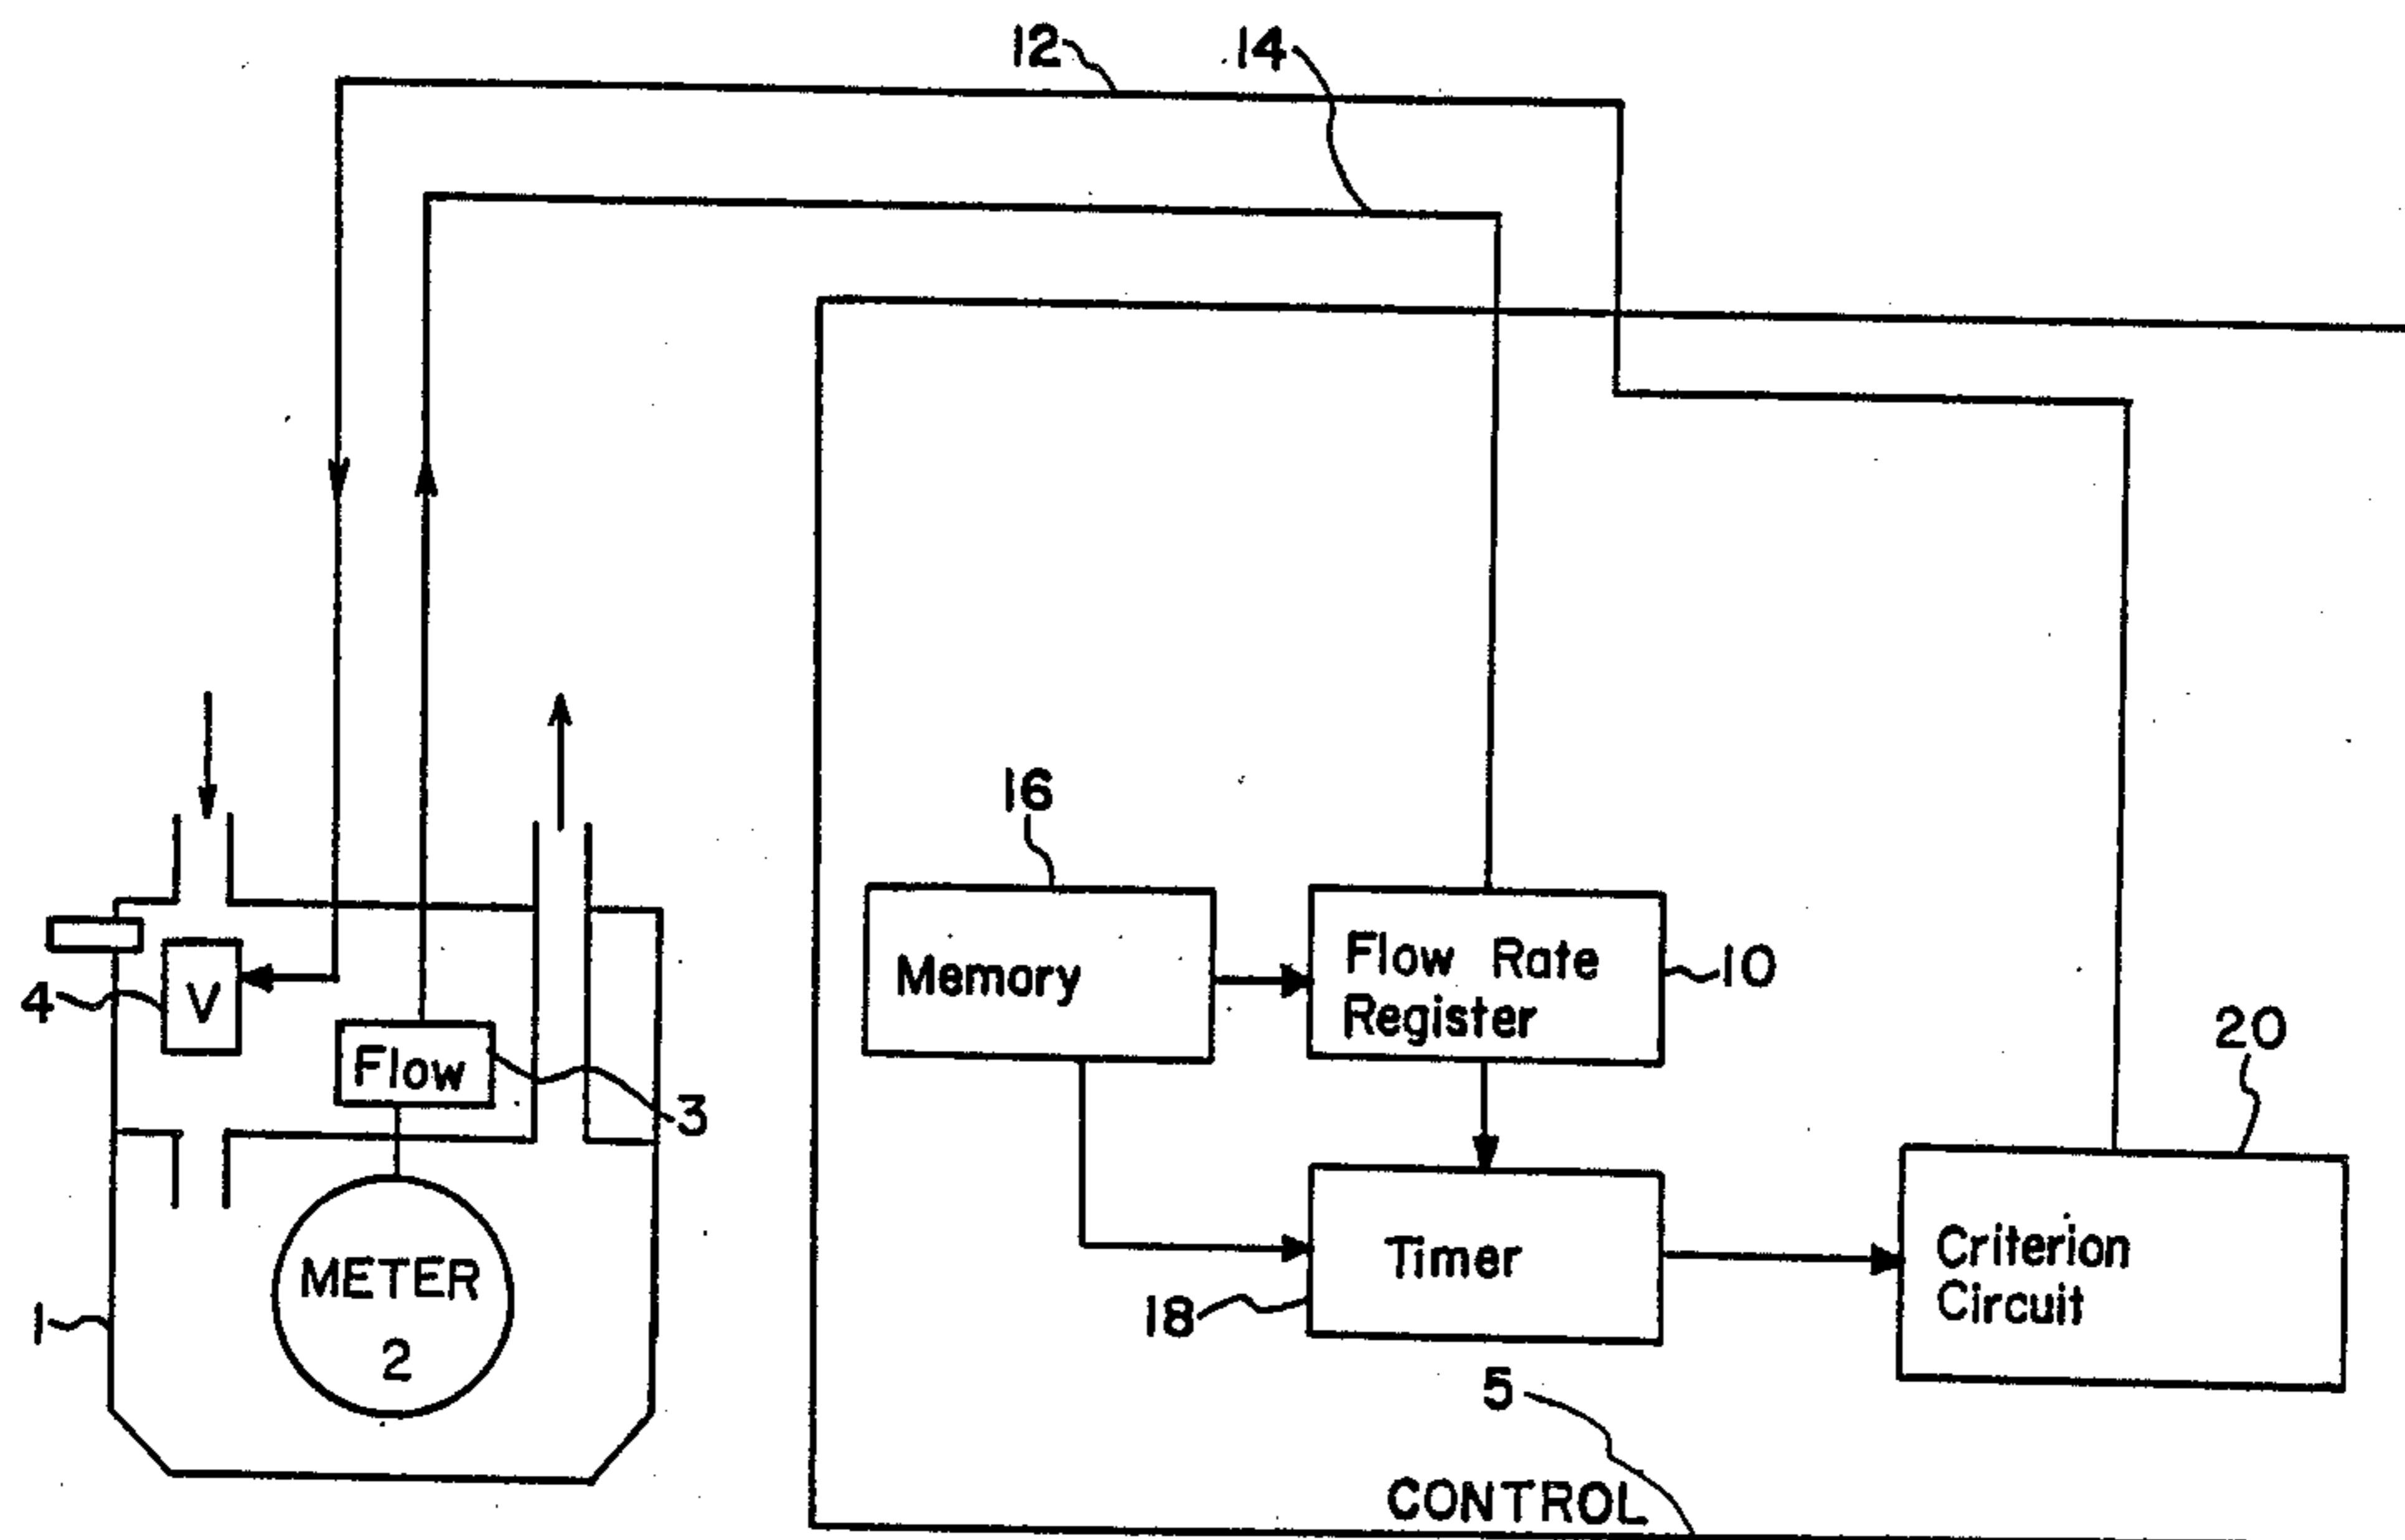 12
14
16
Memory
Flow Rate
Register
10
4
V
Flow
3
20
METER
2
1
Timer
18
Criterion
Circuit
5
CONTROL